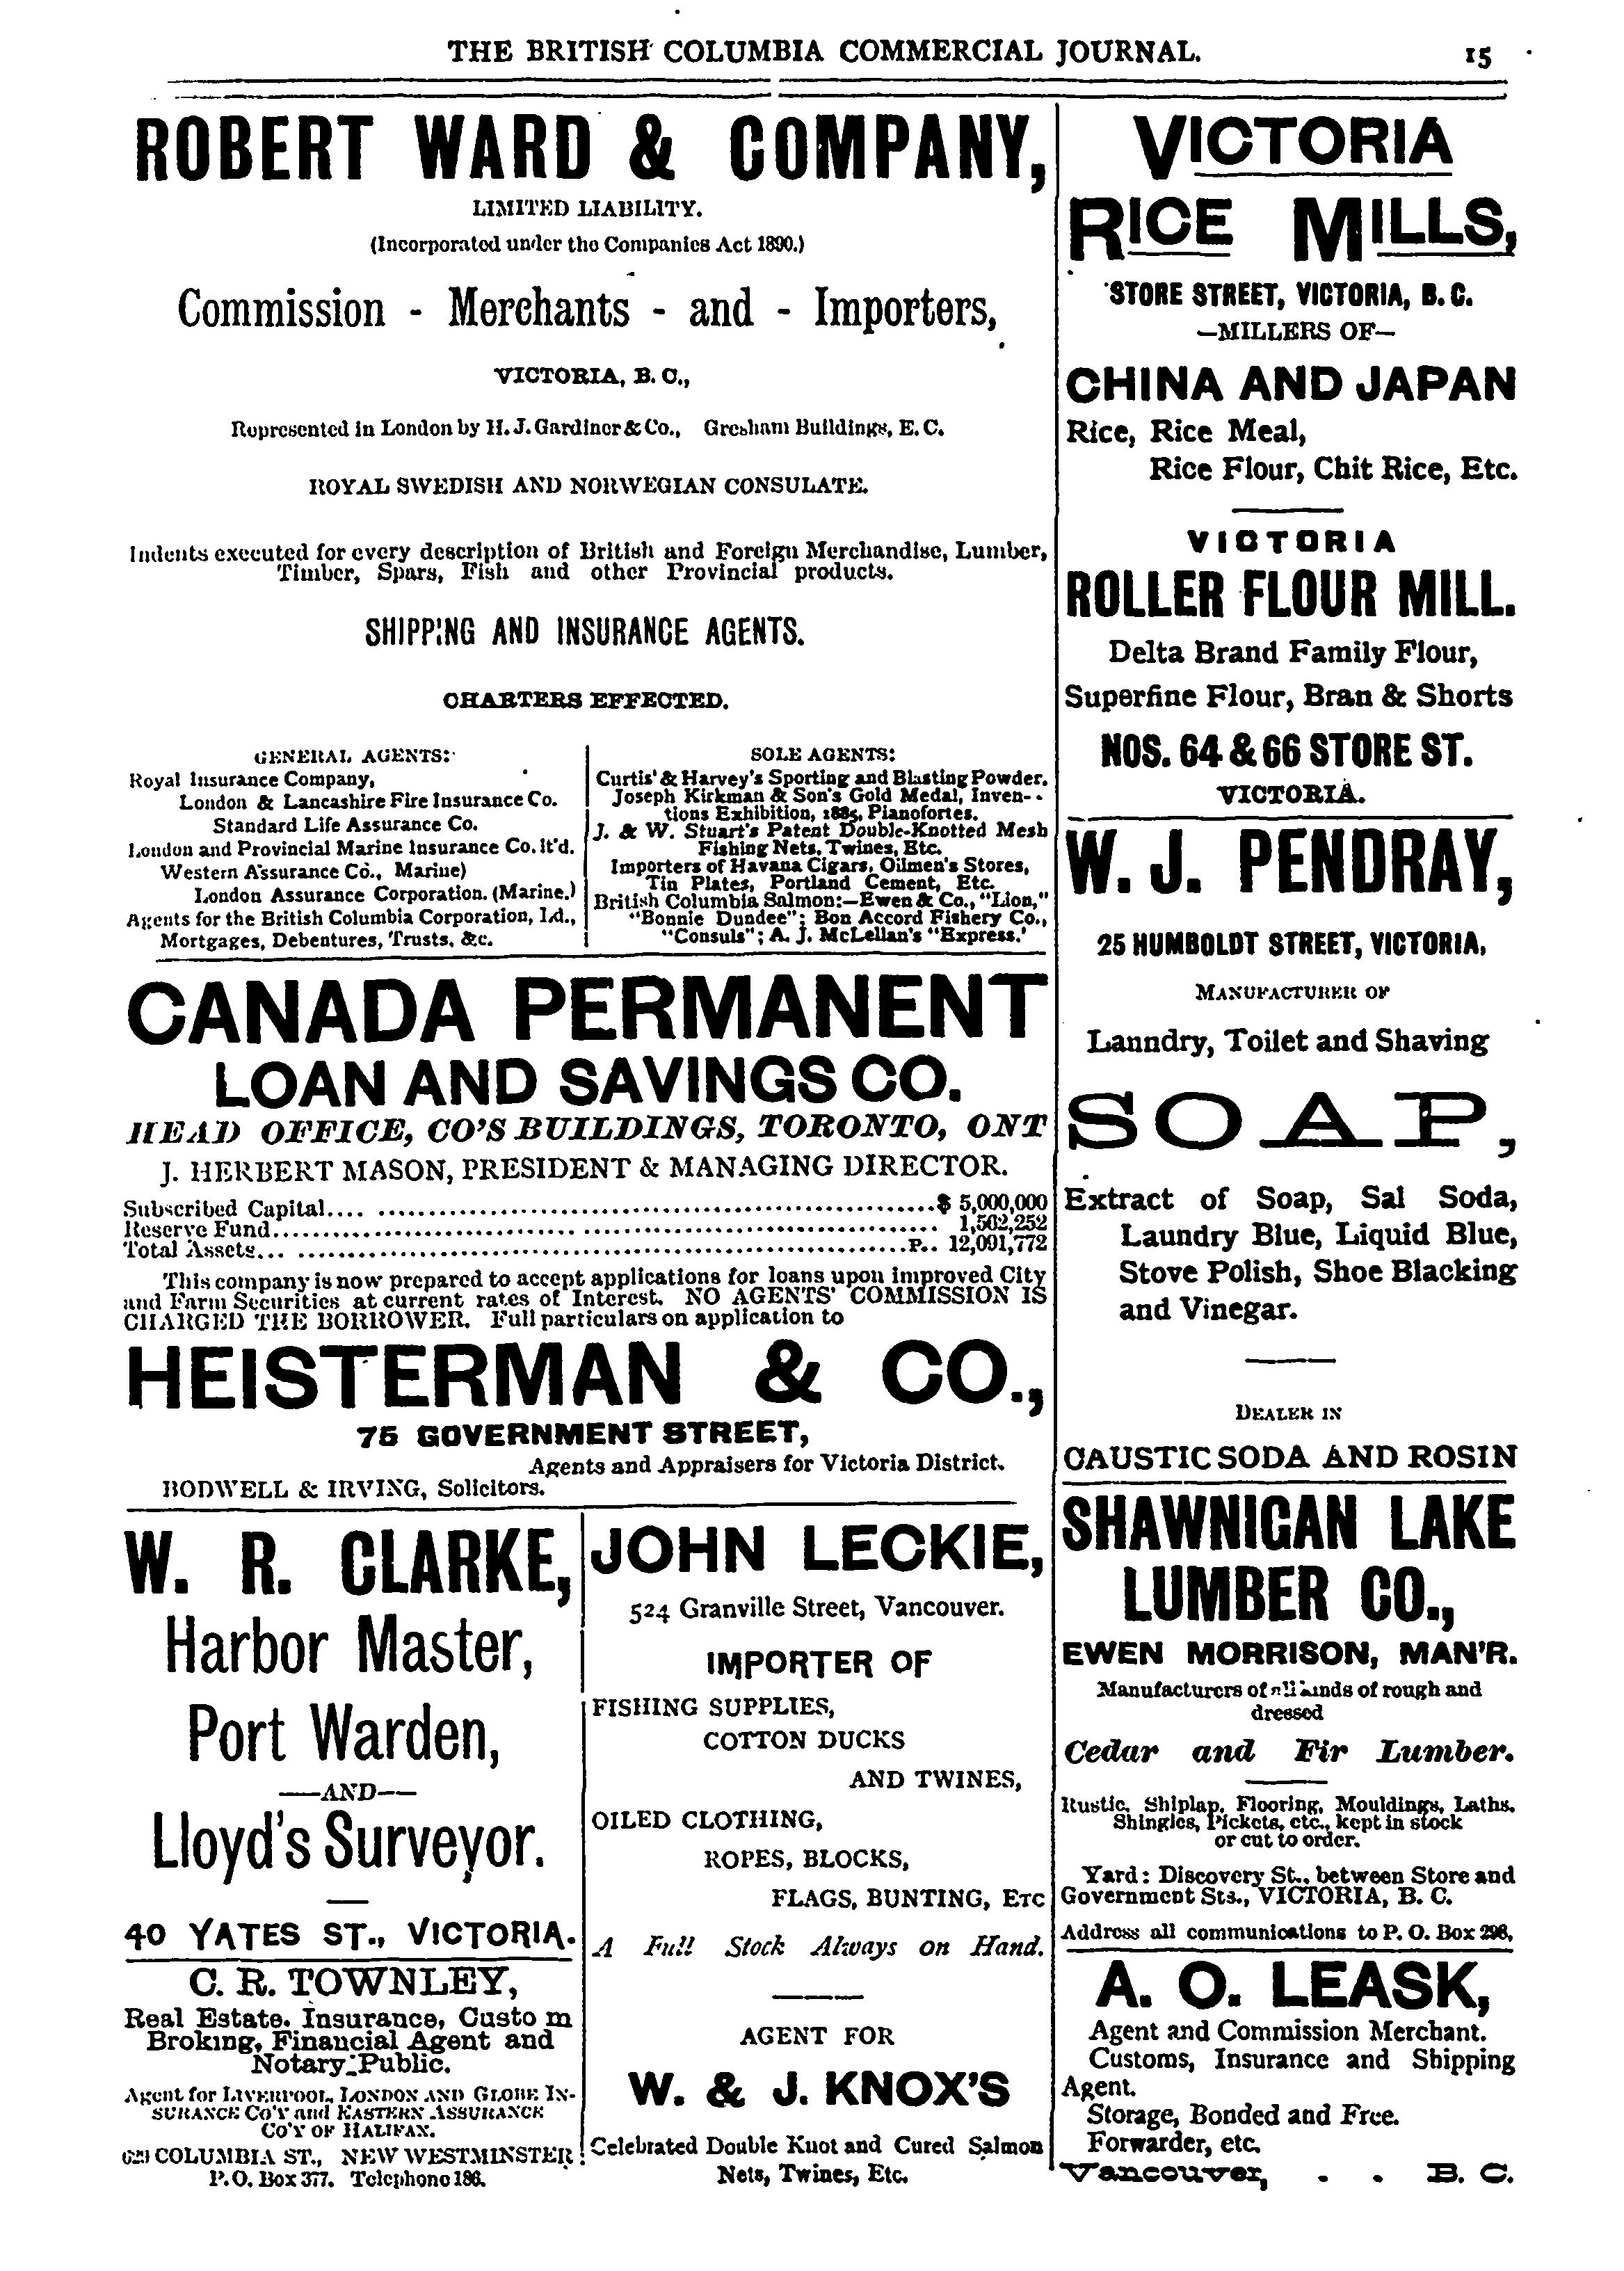 THE BRITISH COLUMBIA COMMERCIAL JOURNAL. 15
ROBERT WARD & COMPANY,
LIMITED LIABILITY.
(Incorporated under the Companies Act 1890.)
Commission - Merchants - and - Importers,
VICTORIA, B. C.,
Represented in London by H. J. Gardiner & Co., Gresham Buildings, E. C.
ROYAL SWEDISH AND NORWEGIAN CONSULATE.
Indents executed for every description of British and Foreign Merchandise, Lumber,
Timber, Spars, Fish and other Provincial products.
SHIPPING AND INSURANCE AGENTS.
CHARTERS EFFECTED.
GENERAL AGENTS:
Royal Insurance Company,
London & Lancashire Fire Insurance Co.
Standard Life Assurance Co.
London and Provincial Marine Insurance Co. lt'd.
Western Assurance Co., Marine)
London Assurance Corporation. (Marine.)
Agents for the British Columbia Corporation, Ld.,
Mortgages, Debentures, Trusts, &c.
SOLE AGENTS:
Curtis' & Harvey's Sporting and Blasting Powder.
Joseph Kirkman & Son's Gold Medal, Inven-
tions Exhibition, 1885, Pianofortes.
J. & W. Stuart's Patent Double-Knotted Mesh
Fishing Nets, Twines, Etc.
Importers of Havana Cigars, Oilmen's Stores,
Tin Plates, Portland Cement, Etc.
British Columbia Salmon:—Ewen & Co., "Lion,"
"Bonnie Dundee"; Bon Accord Fishery Co.,
"Consuls"; A. J. McLellan's "Express.'
CANADA PERMANENT
LOAN AND SAVINGS CO.
HEAD OFFICE, CO'S BUILDINGS, TORONTO, ONT
J. HERBERT MASON, PRESIDENT & MANAGING DIRECTOR.
Subscribed Capital.... $ 5,000,000
Reserve Fund.... 1,562,252
Total Assets.... P.. 12,091,772
This company is now prepared to accept applications for loans upon improved City
and Farm Securities at current rates of Interest. NO AGENTS' COMMISSION IS
CHARGED THE BORROWER. Full particulars on application to
HEISTERMAN & CO.,
75 GOVERNMENT STREET,
Agents and Appraisers for Victoria District.
BODWELL & IRVING, Solicitors.
W. R. CLARKE,
Harbor Master,
Port Warden,
—AND—
Lloyd's Surveyor.
40 YATES ST., VICTORIA.
C. R. TOWNLEY,
Real Estate. Insurance, Custo m
Broking, Financial Agent and
Notary Public.
Agent for LIVERPOOL, LONDON AND GLOBE IN-
SURANCE CO'Y and EASTERN ASSURANCE
CO'Y OF HALIFAX.
629 COLUMBIA ST., NEW WESTMINSTER
P. O. Box 377. Telephone 186.
JOHN LECKIE,
524 Granville Street, Vancouver.
IMPORTER OF
FISHING SUPPLIES,
COTTON DUCKS
AND TWINES,
OILED CLOTHING,
ROPES, BLOCKS,
FLAGS, BUNTING, ETC
A Full Stock Always on Hand.
AGENT FOR
W. & J. KNOX'S
Celebrated Double Knot and Cured Salmon
Nets, Twines, Etc.
VICTORIA
RICE MILLS,
STORE STREET, VICTORIA, B. C.
—MILLERS OF—
CHINA AND JAPAN
Rice, Rice Meal,
Rice Flour, Chit Rice, Etc.
VICTORIA
ROLLER FLOUR MILL.
Delta Brand Family Flour,
Superfine Flour, Bran & Shorts
NOS. 64 & 66 STORE ST.
VICTORIA.
W. J. PENDRAY,
25 HUMBOLDT STREET, VICTORIA,
MANUFACTURER OF
Lanndry, Toilet and Shaving
SOAP,
Extract of Soap, Sal Soda,
Laundry Blue, Liquid Blue,
Stove Polish, Shoe Blacking
and Vinegar.
DEALER IN
CAUSTIC SODA AND ROSIN
SHAWNIGAN LAKE
LUMBER CO.,
EWEN MORRISON, MAN'R.
Manufacturers of all kinds of rough and
dressed
Cedar and Fir Lumber.
Rustic, Shiplap, Flooring, Mouldings, Laths,
Shingles, Pickets, etc., kept in stock
or cut to order.
Yard: Discovery St., between Store and
Government Sts., VICTORIA, B. C.
Address all communications to P. O. Box 298,
A. O. LEASK,
Agent and Commission Merchant.
Customs, Insurance and Shipping
Agent.
Storage, Bonded and Free.
Forwarder, etc.
Vancouver, - - B. C.